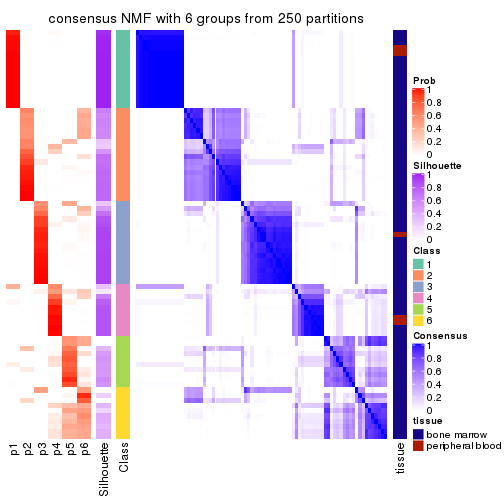 consensus NMF with 6 groups from 250 partitions
Prob
1
0.8
0.6
0.4
0.2
0
Silhouette
1
0.8
0.6
0.4
0.2
0
Class
1
2
3
4
5
6
Consensus
1
0.8
0.6
0.4
0.2
0
tissue
bone marrow
peripheral blood
p1
p2
p3
p4
p5
p6
Silhouette
Class
tissue